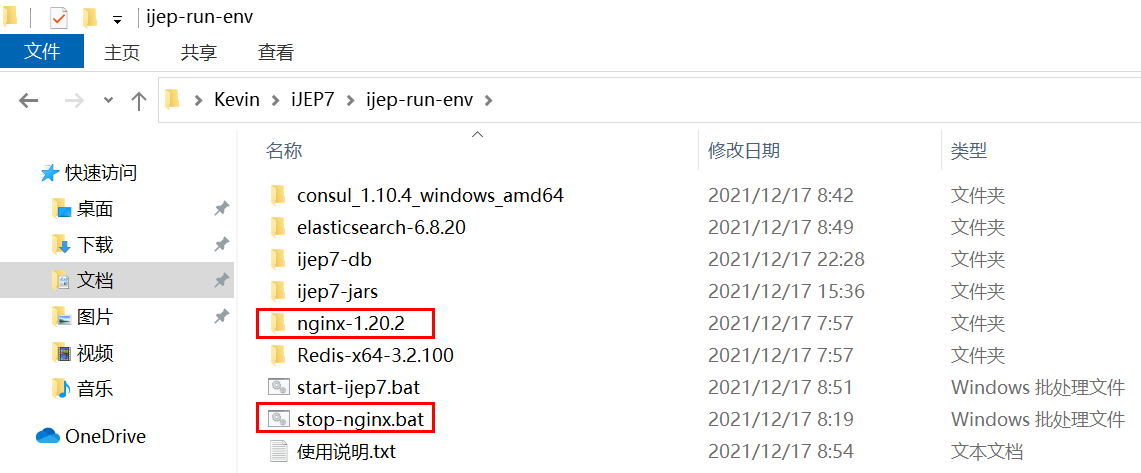 ijep-run-env
文件 主页 共享 查看
Kevin iJEP7 ijep-run-env
名称 修改日期 类型
快速访问
桌面
下载
文档
图片
视频
音乐
OneDrive
consul_1.10.4_windows_amd64 2021/12/17 8:42 文件夹
elasticsearch-6.8.20 2021/12/17 8:49 文件夹
ijep7-db 2021/12/17 22:28 文件夹
ijep7-jars 2021/12/17 15:36 文件夹
nginx-1.20.2 2021/12/17 7:57 文件夹
Redis-x64-3.2.100 2021/12/17 7:57 文件夹
start-ijep7.bat 2021/12/17 8:51 Windows 批处理文件
stop-nginx.bat 2021/12/17 8:19 Windows 批处理文件
使用说明.txt 2021/12/17 8:54 文本文档